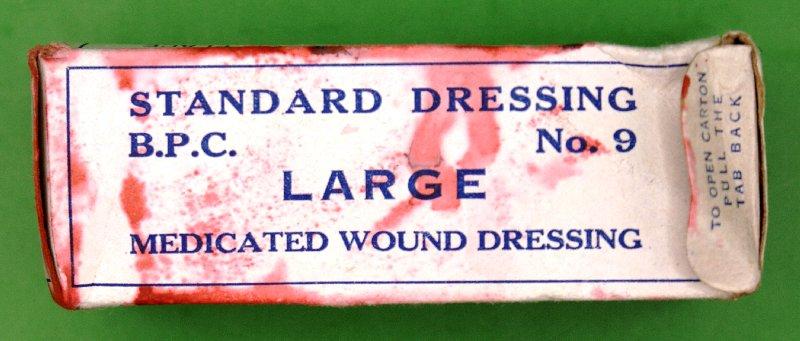 STANDARD DRESSING
B.P.C. No. 9
LARGE
MEDICATED WOUND DRESSING
TO OPEN CARTON
PULL THE
TAB BACK